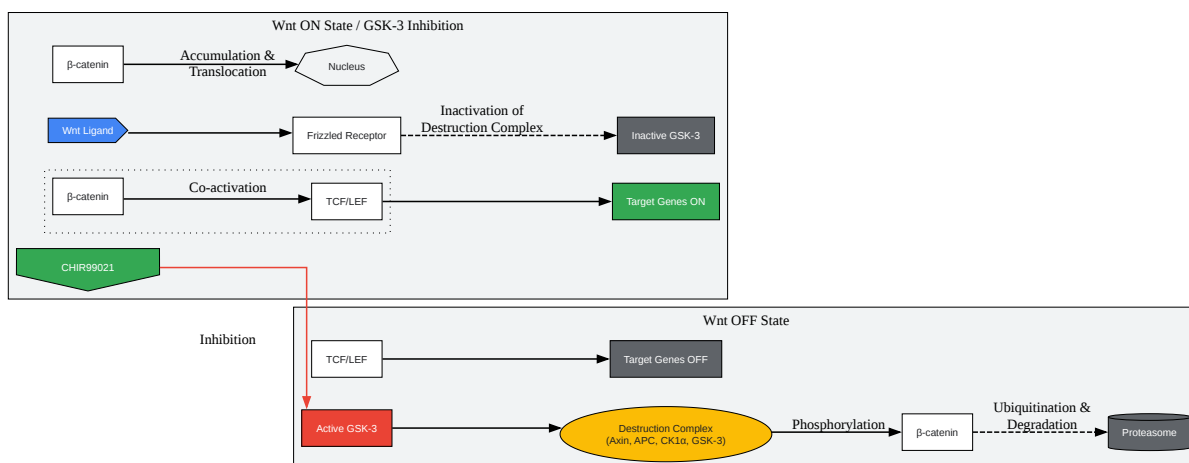 Wnt ON State / GSK-3 Inhibition
β-catenin
Accumulation &
Translocation
Nucleus
Wnt Ligand
Frizzled Receptor
Inactivation of
Destruction Complex
Inactive GSK-3
β-catenin
Co-activation
TCF/LEF
Target Genes ON
CHIR99021
Inhibition
Wnt OFF State
TCF/LEF
Target Genes OFF
Active GSK-3
Destruction Complex
(Axin, APC, CK1α, GSK-3)
Phosphorylation
β-catenin
Ubiquitination &
Degradation
Proteasome